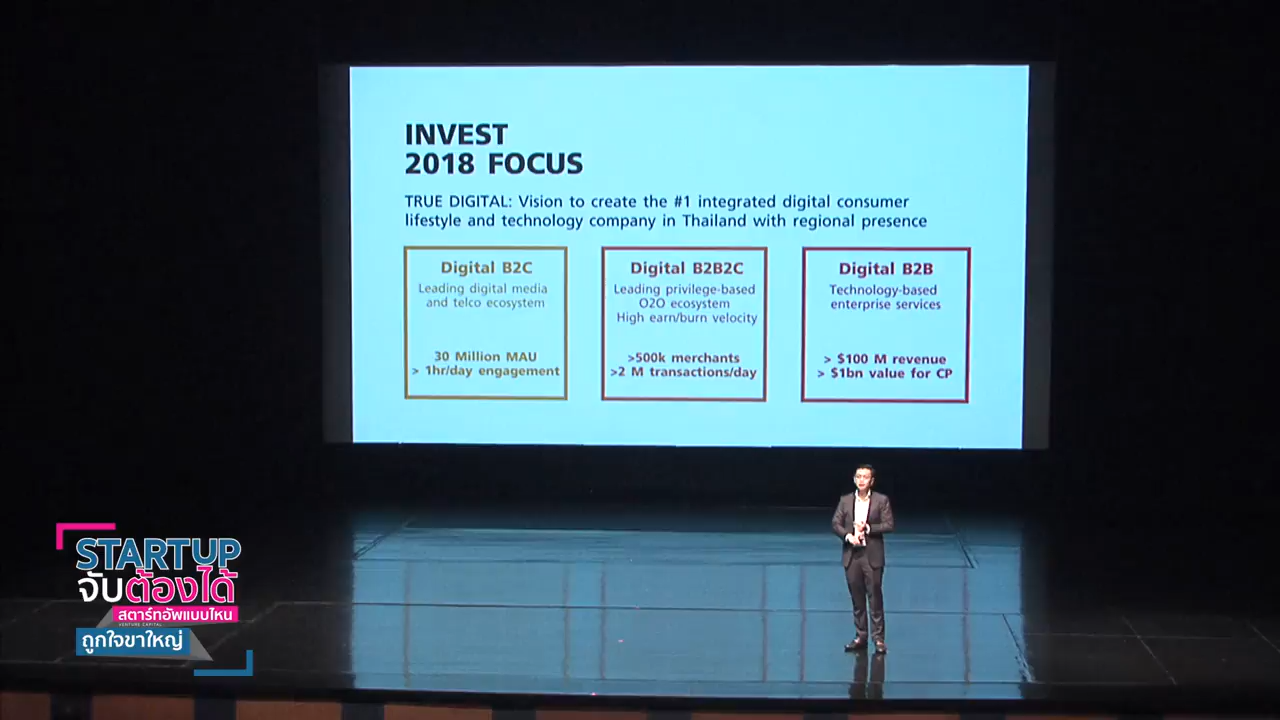 INVEST
2018 FOCUS
TRUE DIGITAL: Vision to create the #1 integrated digital consumer
lifestyle and technology company in Thailand with regional presence
Digital B2C
Leading digital media
and telco ecosystem
30 Million MAU
> 1hr/day engagement
Digital B2B2C
Leading privilege-based
O2O ecosystem
High earn/burn velocity
>500k merchants
>2 M transactions/day
Digital B2B
Technology-based
enterprise services
> $100 M revenue
> $1bn value for CP
STARTUP
จับต้องได้
สตาร์ทอัพแบบไหน
VENTURE CAPITAL
ถูกใจขาใหญ่